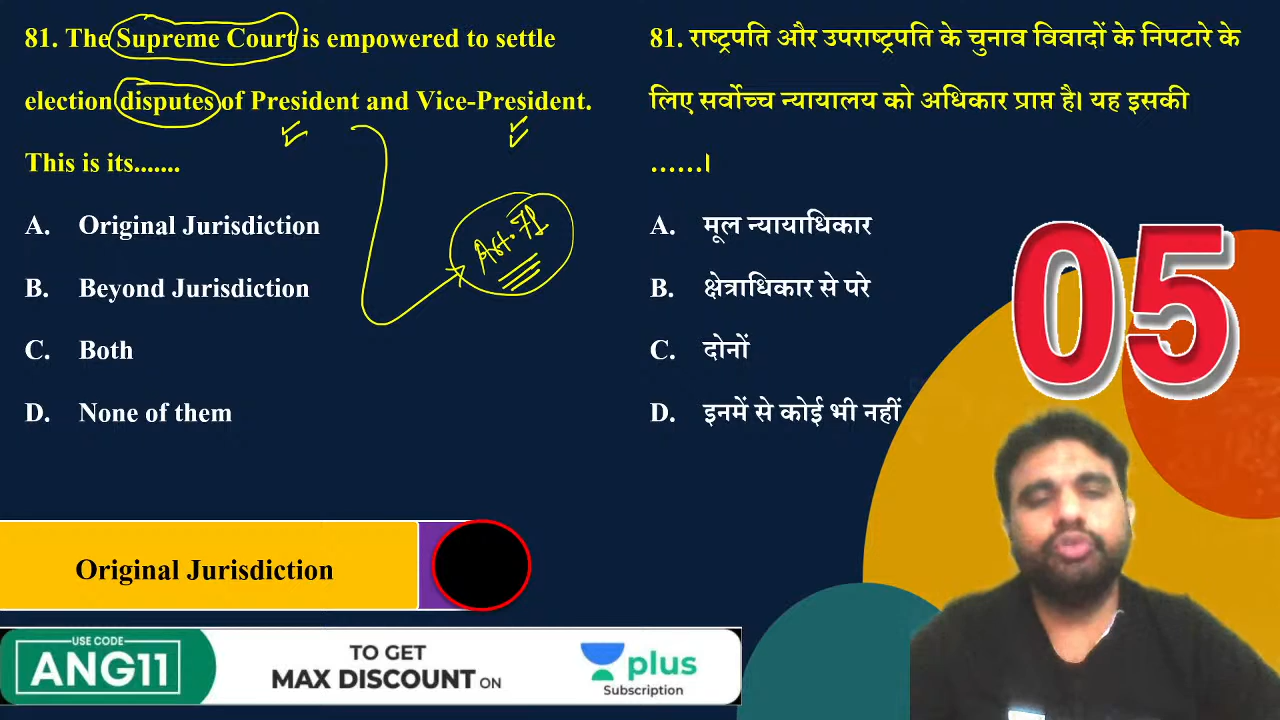 81. The Supreme Court is empowered to settle
election disputes of President and Vice-President.
This is its.......
A. Original Jurisdiction
B. Beyond Jurisdiction
C. Both
D. None of them
Art. 71
81. राष्ट्रपति और उपराष्ट्रपति के चुनाव विवादों के निपटारे के
लिए सर्वोच्च न्यायालय को अधिकार प्राप्त है। यह इसकी
......।
A. मूल न्यायाधिकार
B. क्षेत्राधिकार से परे
C. दोनों
D. इनमें से कोई भी नहीं
05
Original Jurisdiction
USE CODE
ANG11
TO GET
MAX DISCOUNT ON
plus
Subscription